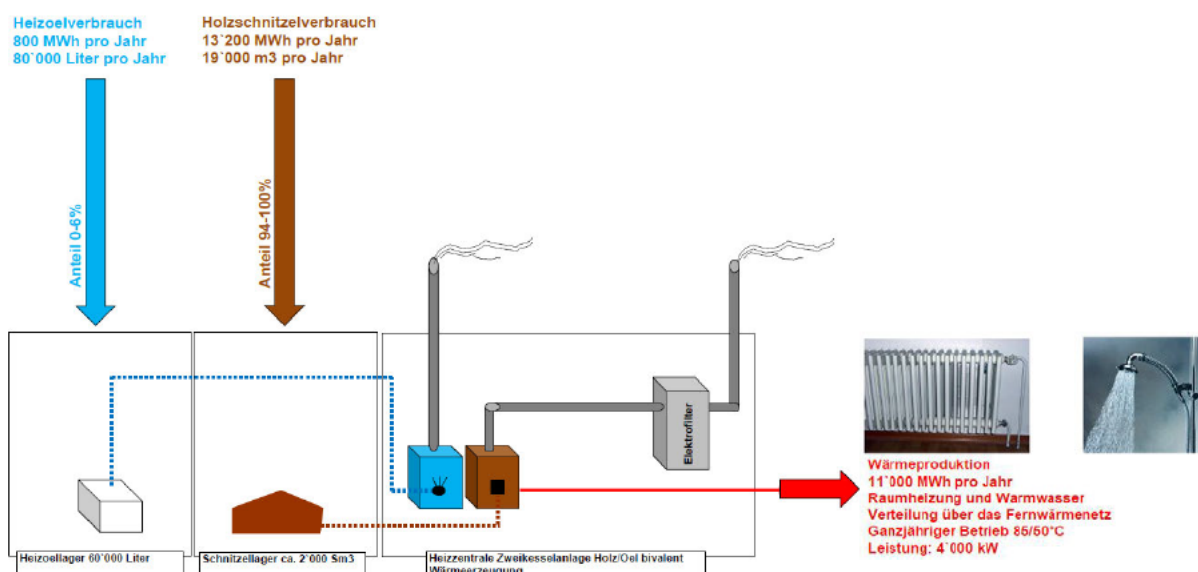 Heizoelverbrauch
800 MWh pro Jahr
80`000 Liter pro Jahr
Holzschnitzelverbrauch
13`200 MWh pro Jahr
19`000 m3 pro Jahr
Anteil 0-6%
Anteil 94-100%
Elektrofilter
Wärmeproduktion
11`000 MWh pro Jahr
Raumheizung und Warmwasser
Verteilung über das Fernwärmenetz
Ganzjähriger Betrieb 85/50°C
Leistung: 4`000 kW
Heizoellager 60`000 Liter
Schnitzellager ca. 2`000 Sm3
Heizzentrale Zweikesselanlage Holz/Oel bivalent
Wärmeerzeugung